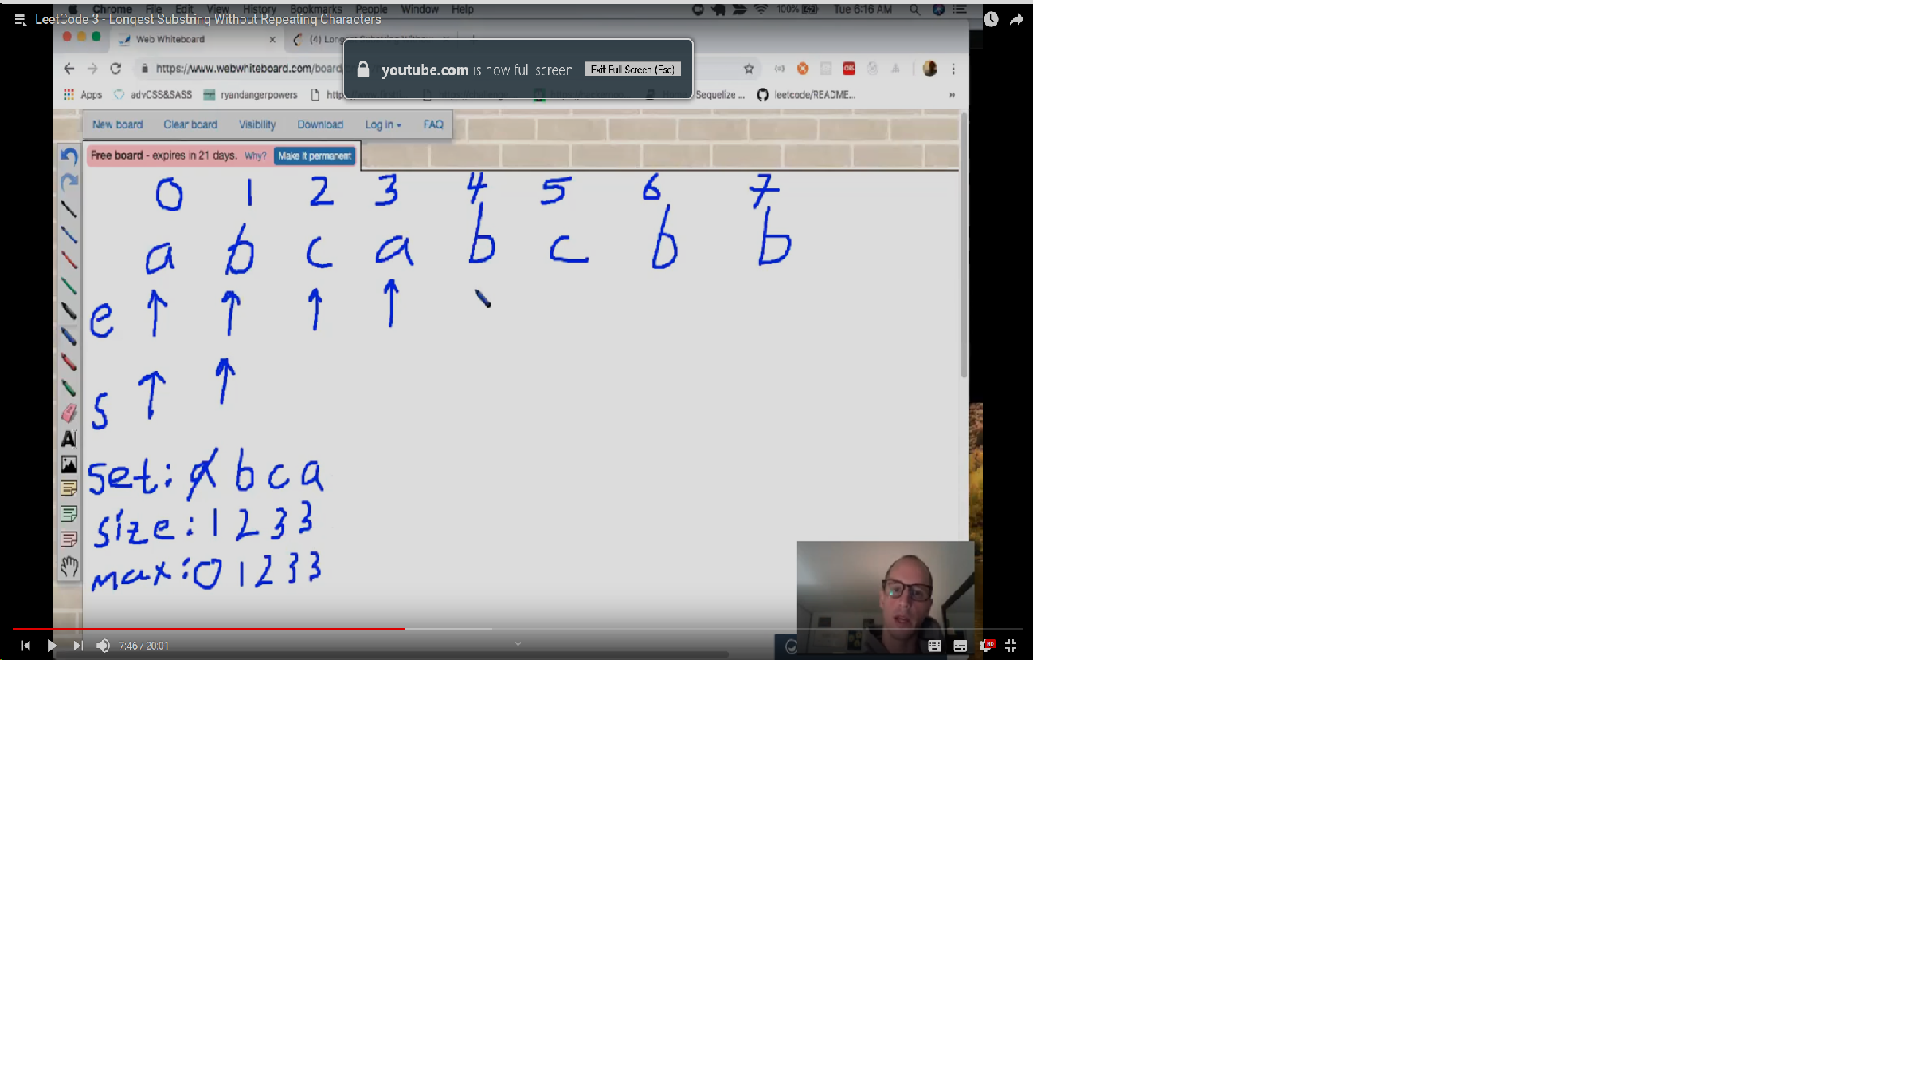 Chrome File Edit View History Bookmarks People Window Help 100% Tue 6:16 AM
LeetCode 3 - Longest Substring Without Repeating Characters
Web Whiteboard
youtube.com is now full screen Exit Full Screen (Esc)
https://www.webwhiteboard.com/board
Apps advCSS&SASS ryandangerpowers Sequelize ... leetcode/README... »
New board Clear board Visibility Download Log in FAQ
Free board - expires in 21 days. Why? Make it permanent
0 1 2 3 4 5 6 7
a b c a b c b b
e
s
set: a b c a
size: 1 2 3 3
max: 0 1 2 3 3
7:46 / 20:01